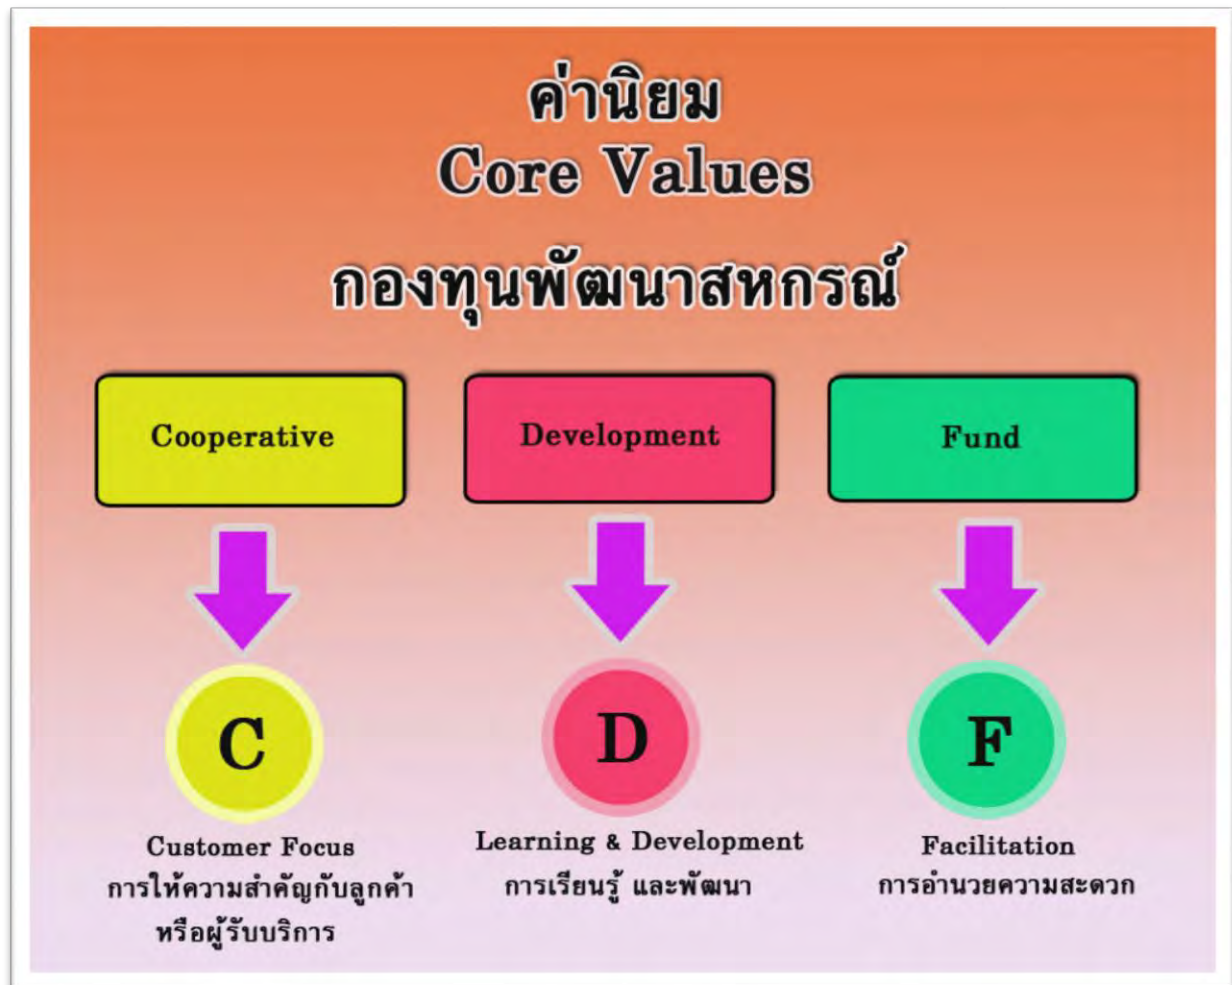 ค่านิยม
Core Values
กองทุนพัฒนาสหกรณ์
Cooperative
Development
Fund
C
D
F
Customer Focus
การให้ความสำคัญกับลูกค้า
หรือผู้รับบริการ
Learning & Development
การเรียนรู้ และพัฒนา
Facilitation
การอำนวยความสะดวก